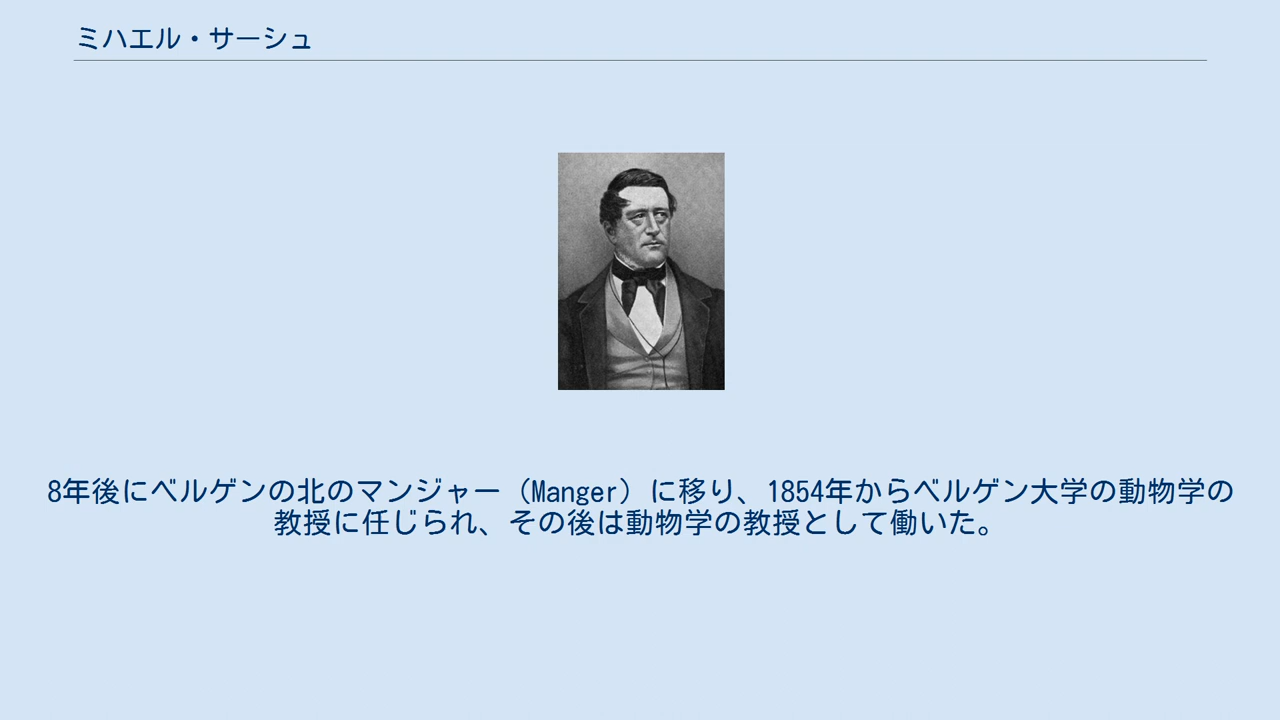 ミハエル・サーシュ
8年後にベルゲンの北のマンジャー（Manger）に移り、1854年からベルゲン大学の動物学の
教授に任じられ、その後は動物学の教授として働いた。